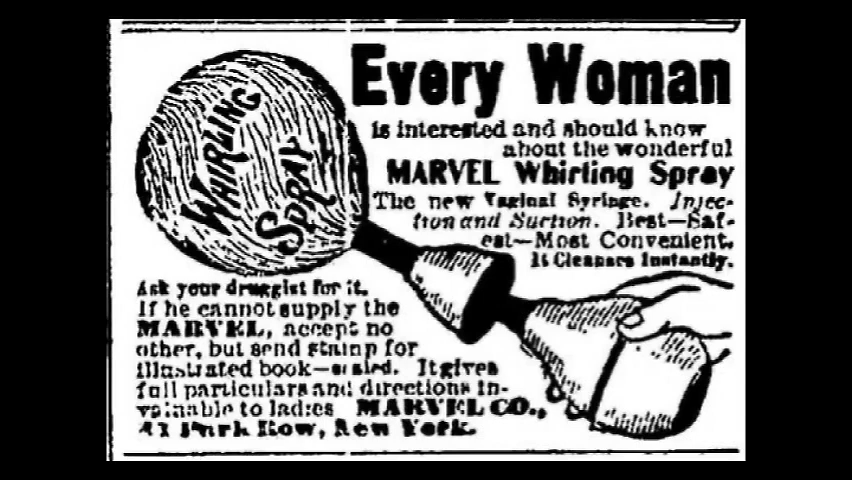 Every Woman
is interested and should know
about the wonderful
MARVEL Whirling Spray
The new Vaginal Syringe. Injec-
tion and Suction. Best—Saf-
est—Most Convenient.
It Cleanses Instantly.
WHIRLING
SPRAY
Ask your druggist for it.
If he cannot supply the
MARVEL, accept no
other, but send stamp for
illustrated book—sealed. It gives
full particulars and directions in-
valuable to ladies MARVEL CO.,
Park Row, New York.